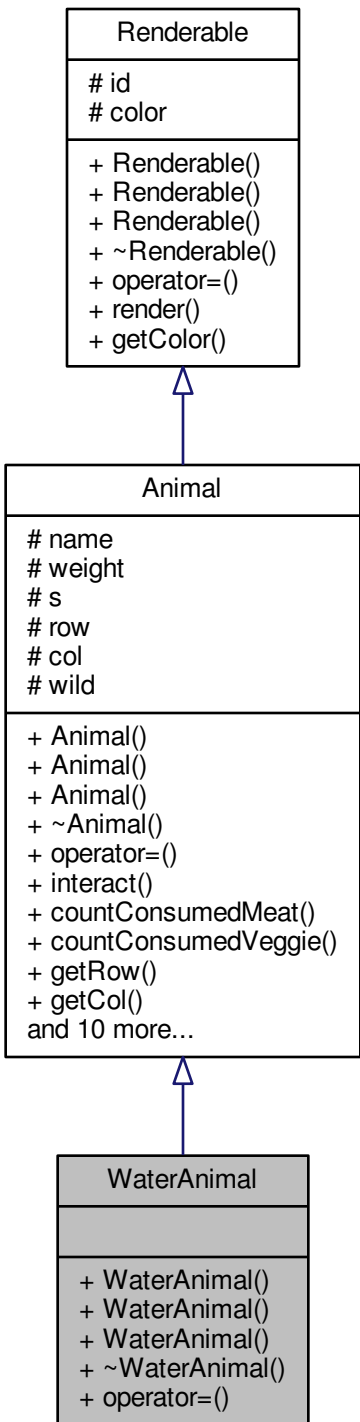 Renderable
# id
# color
+ Renderable()
+ Renderable()
+ Renderable()
+ ~Renderable()
+ operator=()
+ render()
+ getColor()
Animal
# name
# weight
# s
# row
# col
# wild
+ Animal()
+ Animal()
+ Animal()
+ ~Animal()
+ operator=()
+ interact()
+ countConsumedMeat()
+ countConsumedVeggie()
+ getRow()
+ getCol()
and 10 more...
WaterAnimal
+ WaterAnimal()
+ WaterAnimal()
+ WaterAnimal()
+ ~WaterAnimal()
+ operator=()